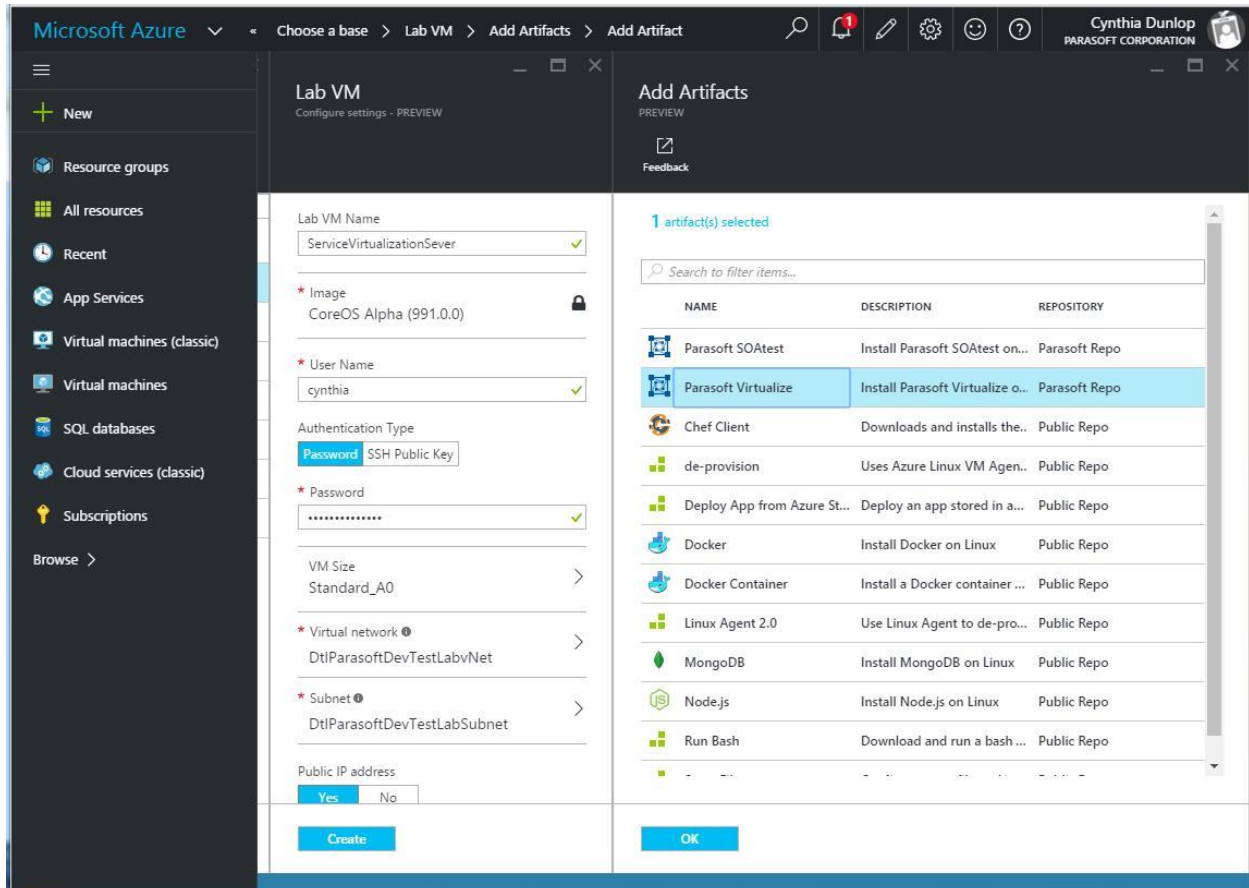 Microsoft Azure « Choose a base > Lab VM > Add Artifacts > Add Artifact 1 Cynthia Dunlop
PARASOFT CORPORATION
New
Resource groups
All resources
Recent
App Services
Virtual machines (classic)
Virtual machines
SQL databases
Cloud services (classic)
Subscriptions
Browse >
Lab VM
Configure settings - PREVIEW
Lab VM Name
ServiceVirtualizationSever
* Image
CoreOS Alpha (991.0.0)
* User Name
cynthia
Authentication Type
Password SSH Public Key
* Password
••••••••••••••
VM Size
Standard_A0
* Virtual network
DtlParasoftDevTestLabvNet
* Subnet
DtlParasoftDevTestLabSubnet
Public IP address
Yes No
Create
Add Artifacts
PREVIEW
Feedback
1 artifact(s) selected
Search to filter items...
NAME DESCRIPTION REPOSITORY
Parasoft SOAtest Install Parasoft SOAtest on... Parasoft Repo
Parasoft Virtualize Install Parasoft Virtualize o... Parasoft Repo
Chef Client Downloads and installs the... Public Repo
de-provision Uses Azure Linux VM Agen... Public Repo
Deploy App from Azure St... Deploy an app stored in a... Public Repo
Docker Install Docker on Linux Public Repo
Docker Container Install a Docker container ... Public Repo
Linux Agent 2.0 Use Linux Agent to de-pro... Public Repo
MongoDB Install MongoDB on Linux Public Repo
Node.js Install Node.js on Linux Public Repo
Run Bash Download and run a bash ... Public Repo
OK